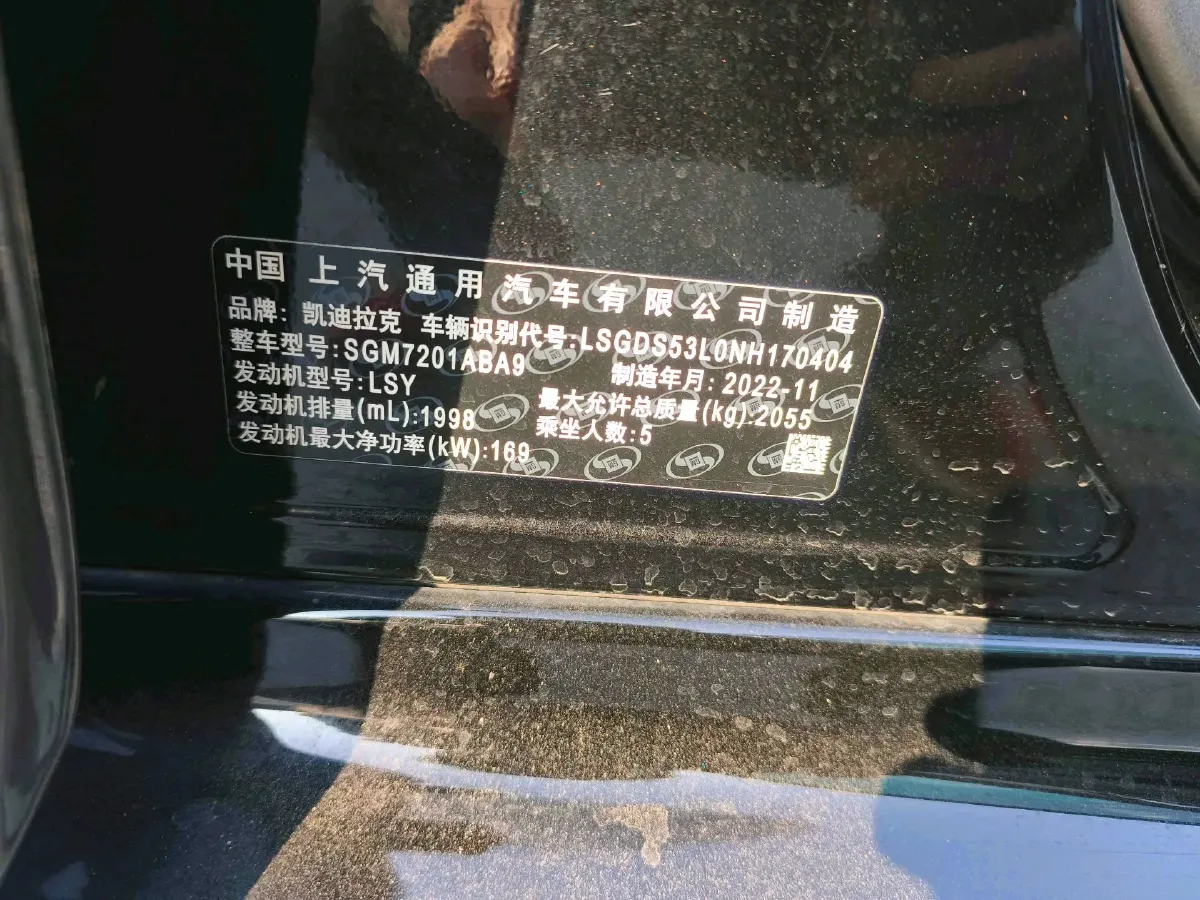 中国 上汽通用汽车有限公司制造
品牌: 凯迪拉克 车辆识别代号:LSGDS53L0NH170404
整车型号:SGM7201ABA9 制造年月: 2022-11
发动机型号:LSY 最大允许总质量(kg):2055
发动机排量(mL):1998 乘坐人数:5
发动机最大净功率(kW):169